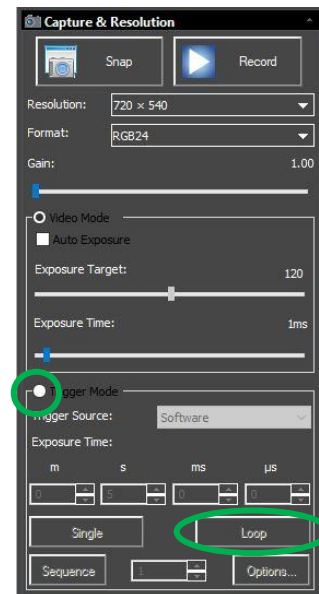 Capture & Resolution
Snap Record
Resolution: 720 × 540
Format: RGB24
Gain: 1.00
Video Mode
Auto Exposure
Exposure Target: 120
Exposure Time: 1ms
Trigger Mode
Trigger Source: Software
Exposure Time:
m s ms µs
0 5 0 0
Single Loop
Sequence 1 Options...